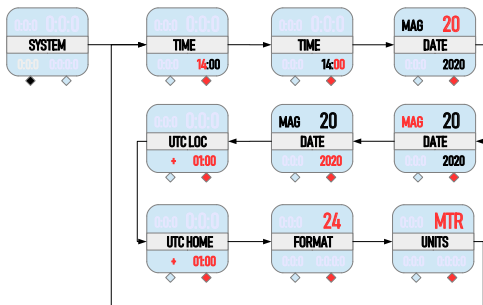 SYSTEM
TIME
14:00
TIME
14:00
MAG 20
DATE
2020
UTC LOC
+ 01:00
MAG 20
DATE
2020
MAG 20
DATE
2020
UTC HOME
+ 01:00
24
FORMAT
MTR
UNITS